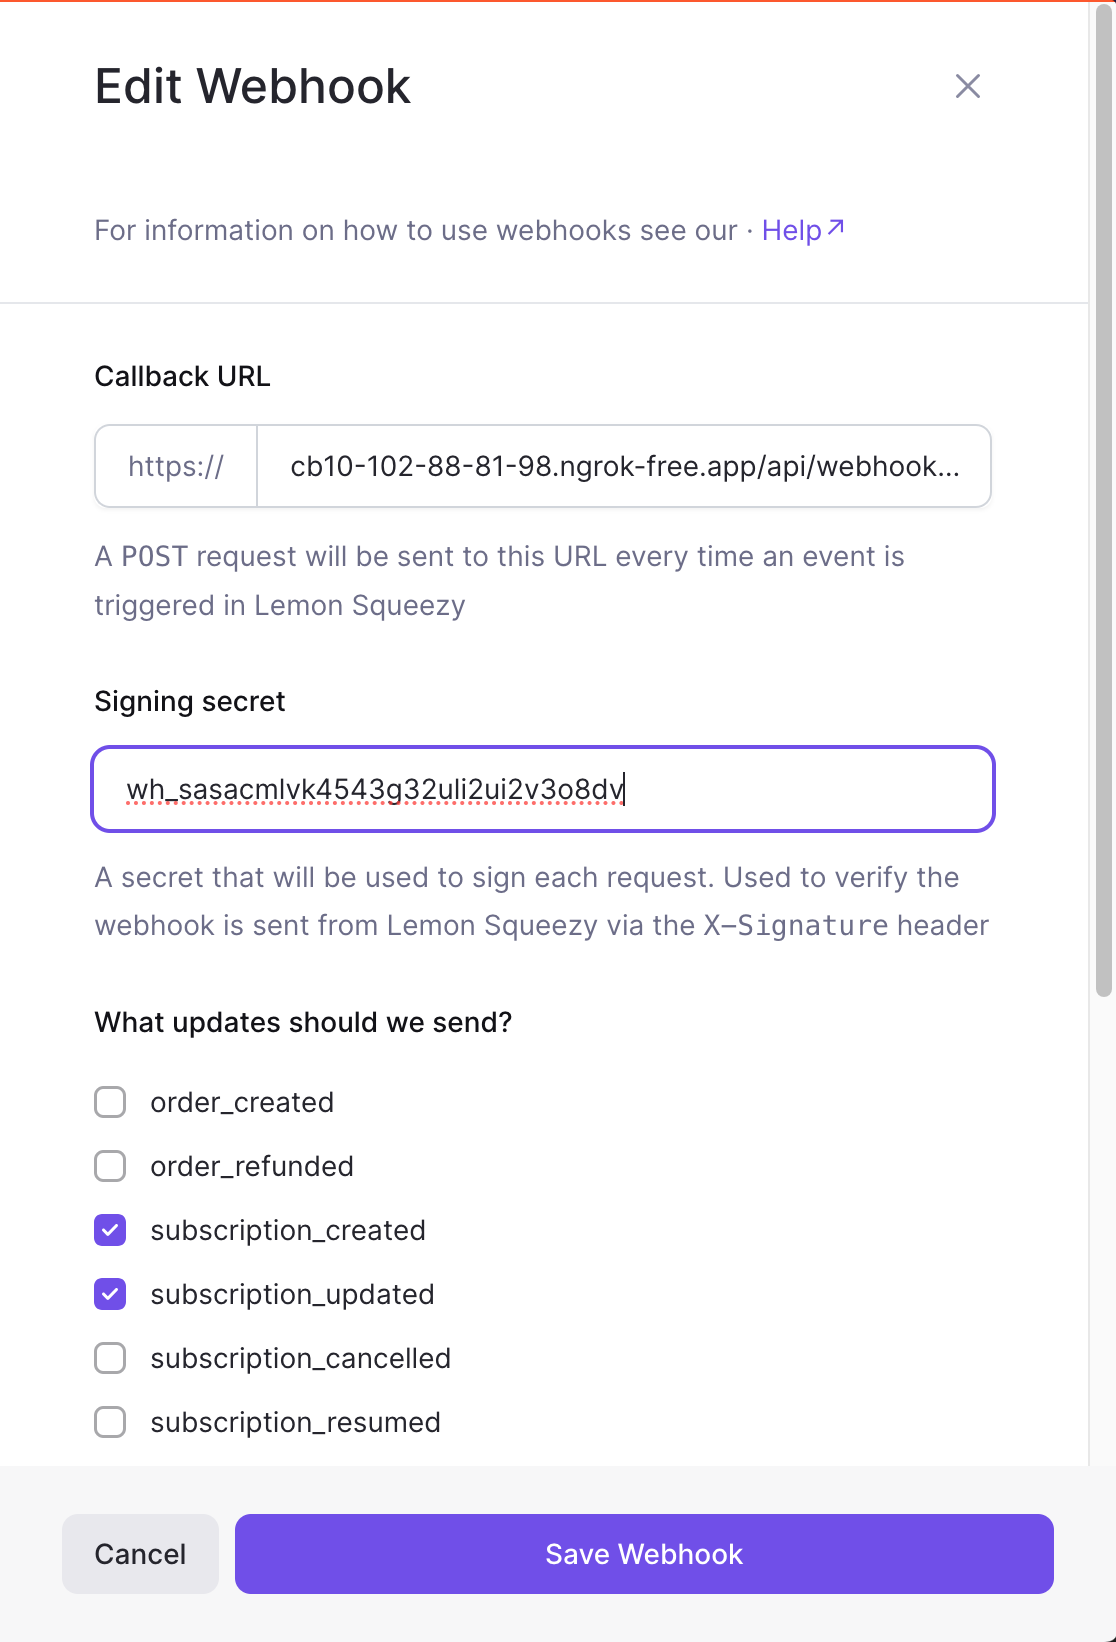 Edit Webhook
For information on how to use webhooks see our · Help↗
Callback URL
https:// cb10-102-88-81-98.ngrok-free.app/api/webhook...
A POST request will be sent to this URL every time an event is
triggered in Lemon Squeezy
Signing secret
wh_sasacmlvk4543g32uli2ui2v3o8dv
A secret that will be used to sign each request. Used to verify the
webhook is sent from Lemon Squeezy via the X-Signature header
What updates should we send?
order_created
order_refunded
subscription_created
subscription_updated
subscription_cancelled
subscription_resumed
Cancel Save Webhook